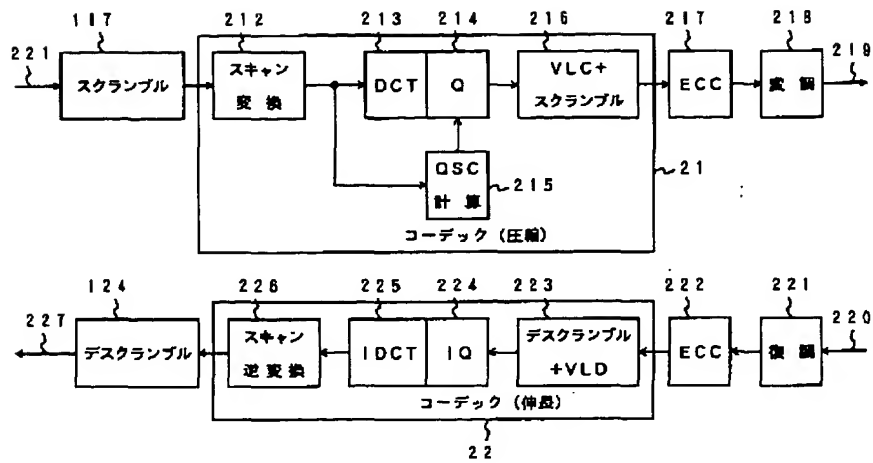 117 212 213 214 216 217 218
221
スクランブル
スキャン
変換
DCT
Q
VLC+
スクランブル
ECC
変調
219
QSC
計算
215
21
コーデック(圧縮)
124 226 225 224 223 222 221
227
デスクランブル
スキャン
逆変換
IDCT
IQ
デスクランブル
+VLD
ECC
復調
220
コーデック(伸長)
22